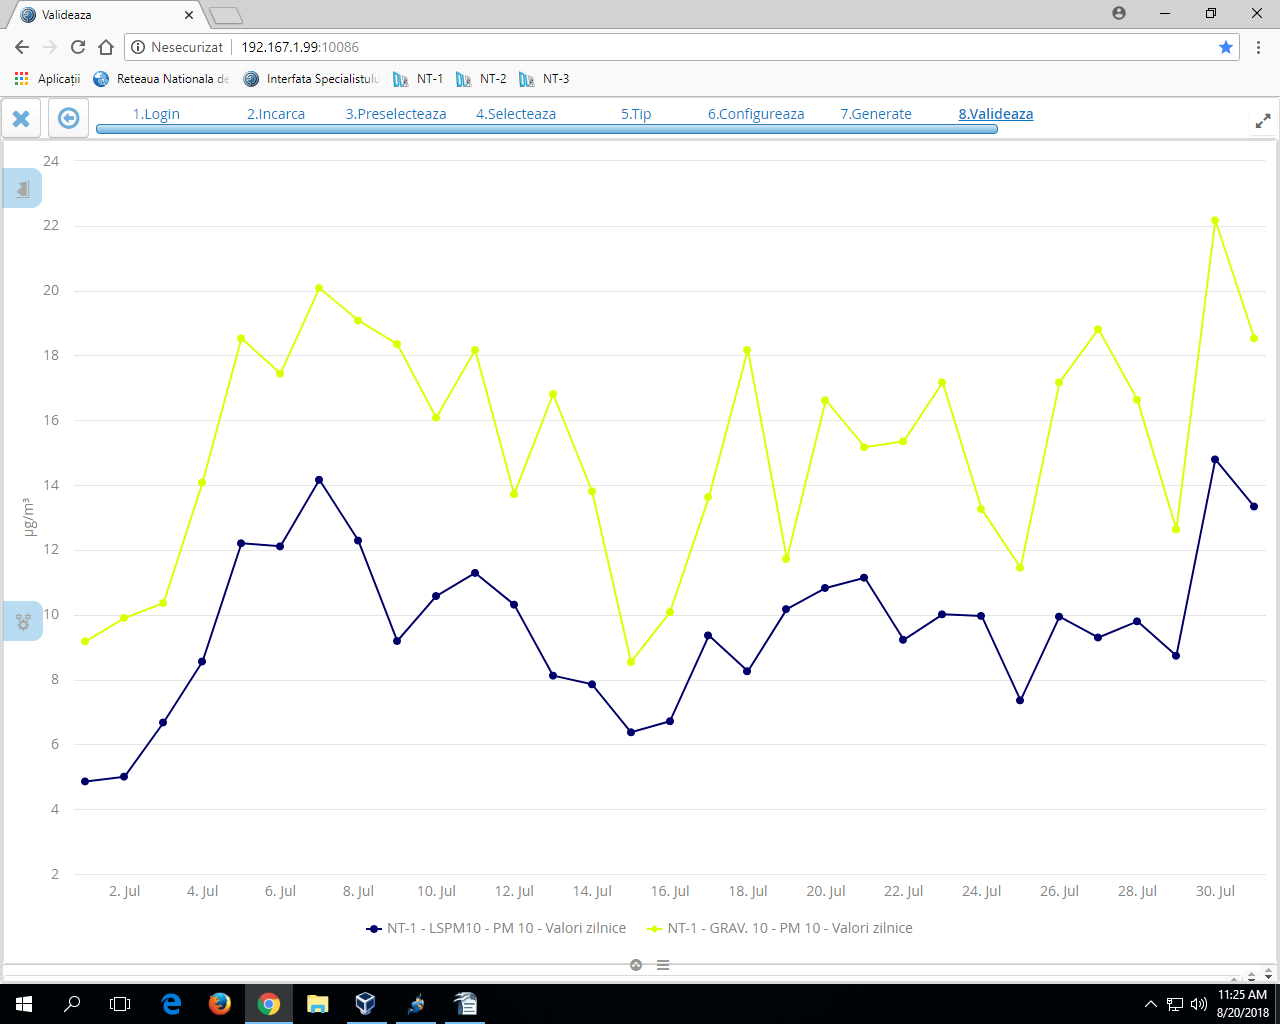 Valideaza
Nesecurizat 192.167.1.99:10086
Aplicații Reteaua Nationala de Interfata Specialistulu NT-1 NT-2 NT-3
1.Login 2.Incarca 3.Preselecteaza 4.Selecteaza 5.Tip 6.Configureaza 7.Generate 8.Valideaza
24
22
20
18
16
14
µg/m³
12
10
8
6
4
2
2. Jul 4. Jul 6. Jul 8. Jul 10. Jul 12. Jul 14. Jul 16. Jul 18. Jul 20. Jul 22. Jul 24. Jul 26. Jul 28. Jul 30. Jul
NT-1 - LSPM10 - PM 10 - Valori zilnice NT-1 - GRAV. 10 - PM 10 - Valori zilnice
11:25 AM
8/20/2018